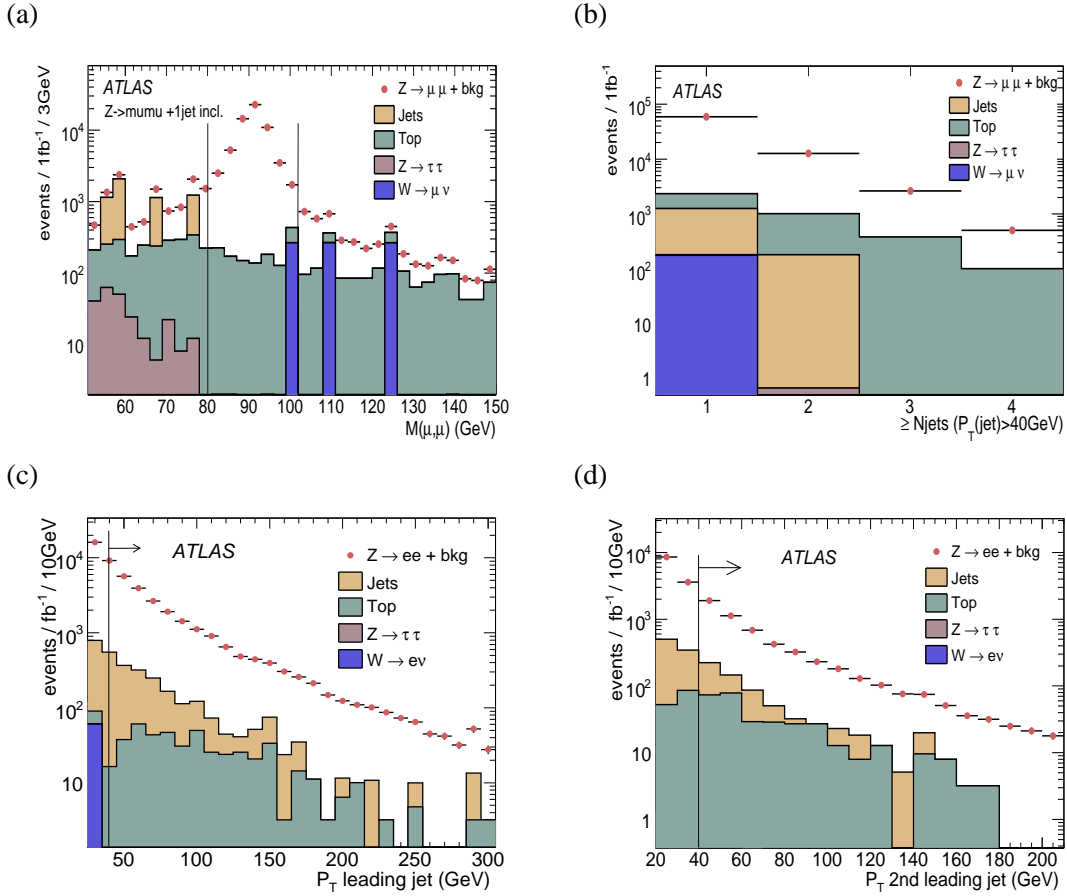 (a)
events / 1fb⁻¹ / 3GeV
10⁴
10³
10²
10
ATLAS
Z->mumu +1jet incl.
Z → μ μ + bkg
Jets
Top
Z → τ τ
W → μ ν
60 70 80 90 100 110 120 130 140 150
M(μ,μ) (GeV)
(b)
events / 1fb⁻¹
10⁵
10⁴
10³
10²
10
1
ATLAS
Z → μ μ + bkg
Jets
Top
Z → τ τ
W → μ ν
1 2 3 4
≥ Njets (P_T(jet)>40GeV)
(c)
events / fb⁻¹ / 10GeV
10⁴
10³
10²
10
1
ATLAS
Z → ee + bkg
Jets
Top
Z → τ τ
W → eν
50 100 150 200 250 300
P_T leading jet (GeV)
(d)
events / fb⁻¹ / 10GeV
10⁴
10³
10²
10
1
ATLAS
Z → ee + bkg
Jets
Top
Z → τ τ
W → eν
20 40 60 80 100 120 140 160 180 200
P_T 2nd leading jet (GeV)